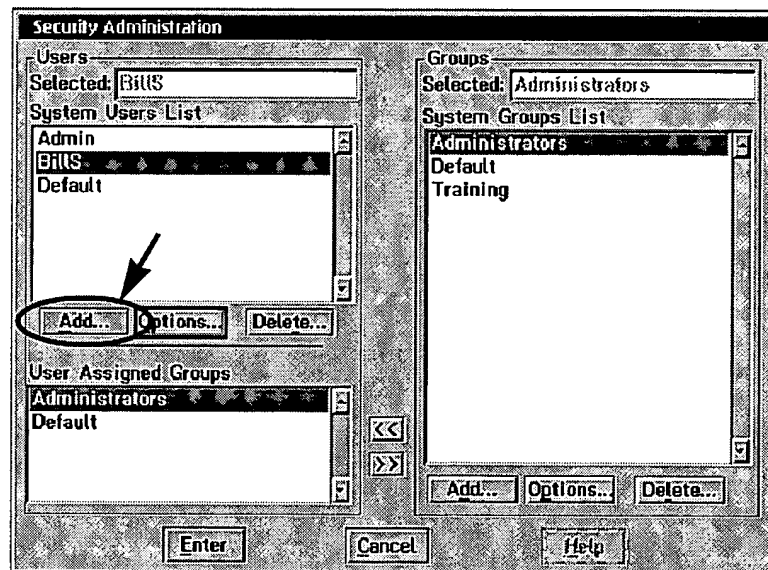 Security Administration
Users
Selected: BillS
System Users List
Admin
BillS
Default
Add... Options... Delete...
User Assigned Groups
Administrators
Default
<<
>>
Groups
Selected: Administrators
System Groups List
Administrators
Default
Training
Add... Options... Delete...
Enter Cancel Help